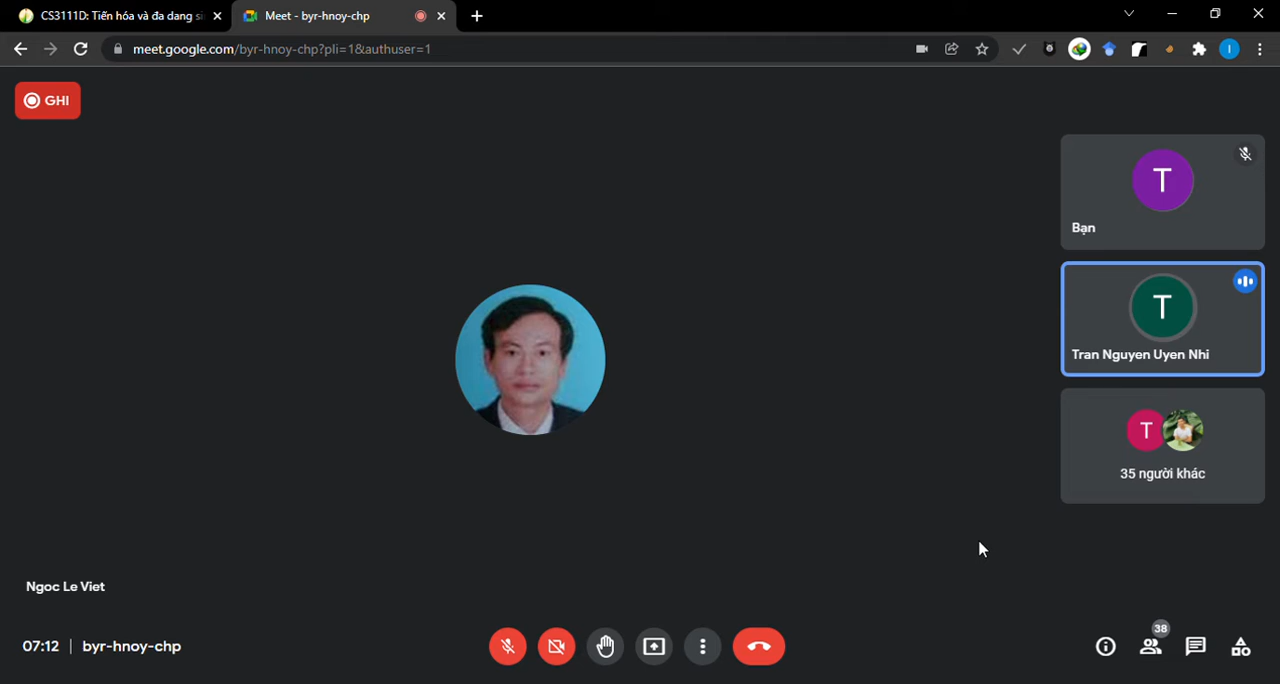 CS3111D: Tiến hóa và đa dạng si
Meet - byr-hnoy-chp
meet.google.com/byr-hnoy-chp?pli=1&authuser=1
I
GHI
T
Bạn
T
Tran Nguyen Uyen Nhi
T
35 người khác
Ngoc Le Viet
07:12 | byr-hnoy-chp
38